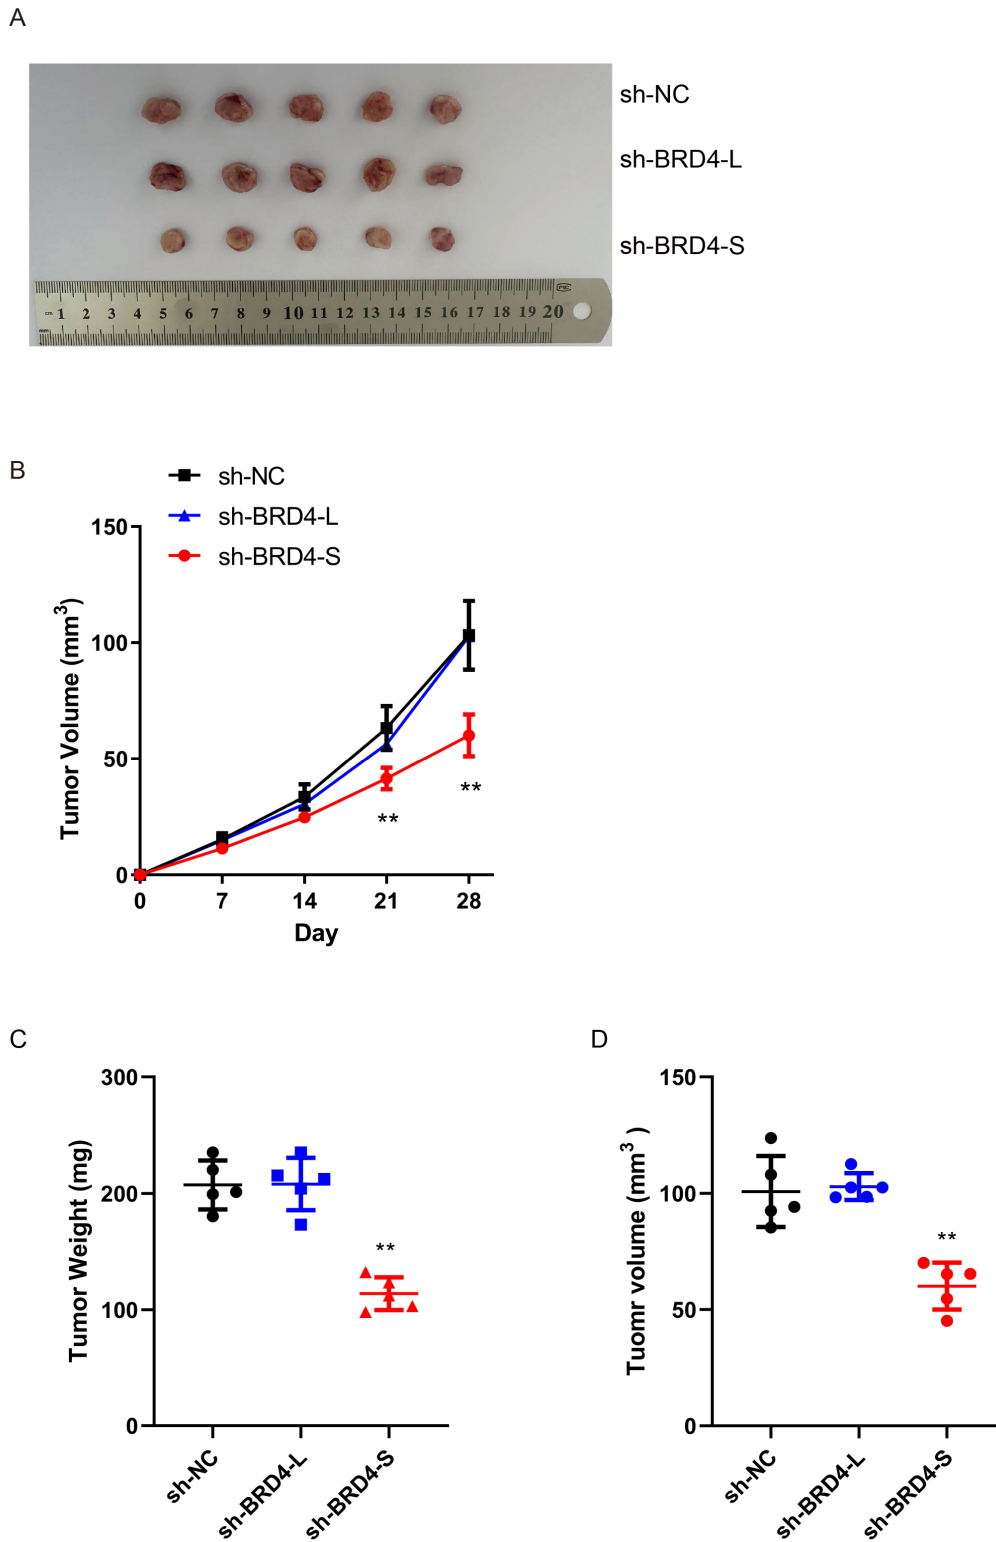 A
sh-NC
sh-BRD4-L
sh-BRD4-S
cm 1 2 3 4 5 6 7 8 9 10 11 12 13 14 15 16 17 18 19 20
mm
B
sh-NC
sh-BRD4-L
sh-BRD4-S
150
100
50
0
Tumor Volume (mm³)
**
**
0 7 14 21 28
Day
C
300
200
100
0
Tumor Weight (mg)
**
sh-NC
sh-BRD4-L
sh-BRD4-S
D
150
100
50
0
Tuomr volume (mm³ )
**
sh-NC
sh-BRD4-L
sh-BRD4-S